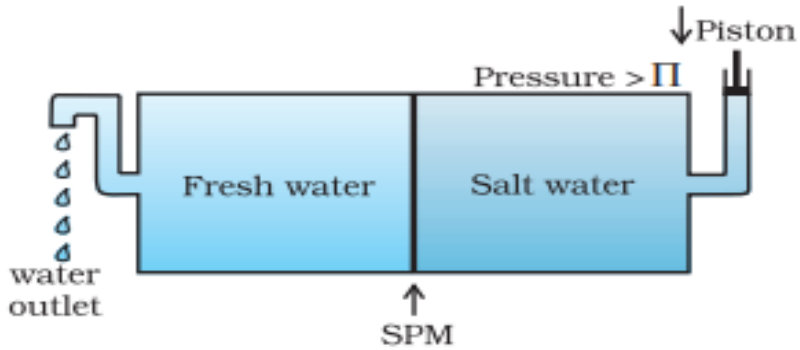 Piston
Pressure > Π
Fresh water
Salt water
water
outlet
SPM